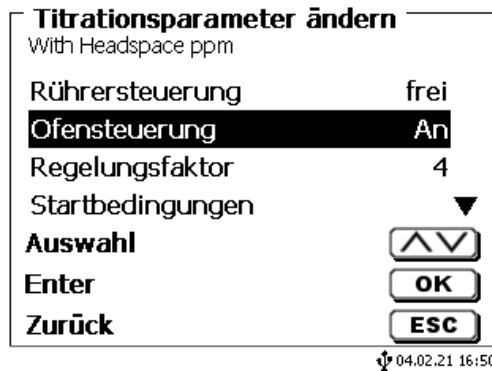 Titrationsparameter ändern
With Headspace ppm
Rührersteuerung frei
Ofensteuerung An
Regelungsfaktor 4
Startbedingungen
Auswahl
Enter OK
Zurück ESC
04.02.21 16:50